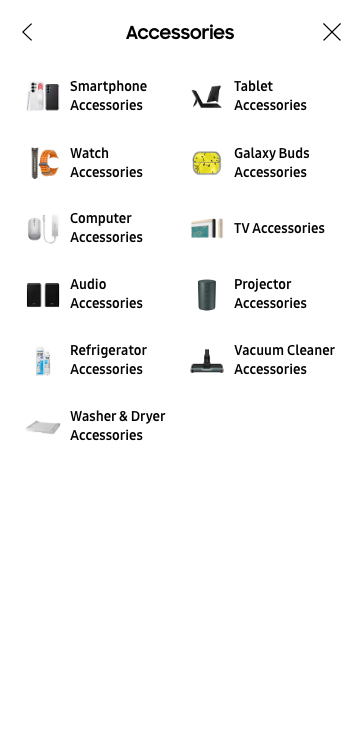 Accessories
Smartphone
Accessories
Tablet
Accessories
Watch
Accessories
Galaxy Buds
Accessories
Computer
Accessories
TV Accessories
Audio
Accessories
Projector
Accessories
Refrigerator
Accessories
Vacuum Cleaner
Accessories
Washer & Dryer
Accessories